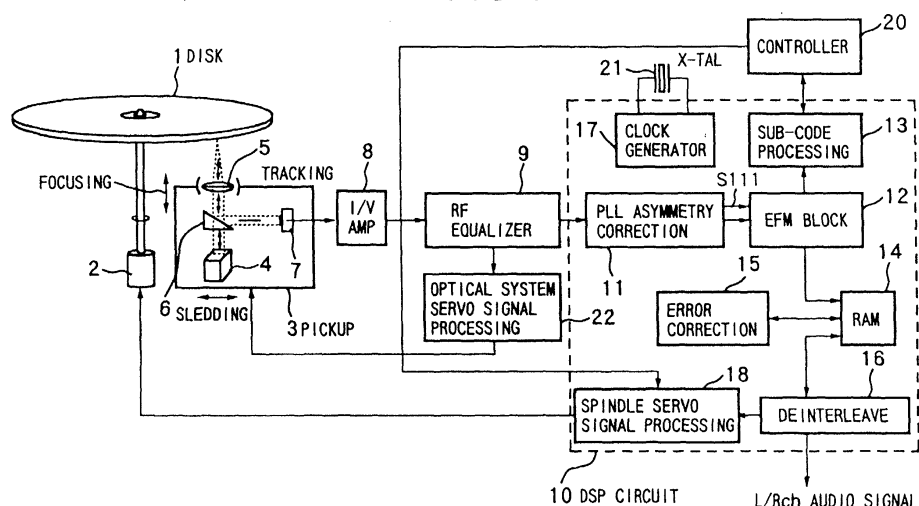 20
CONTROLLER
X-TAL
21
1 DISK
17
CLOCK
GENERATOR
SUB-CODE
PROCESSING
13
5
TRACKING
8
FOCUSING
I/V
AMP
9
RF
EQUALIZER
S111
PLL ASYMMETRY
CORRECTION
11
EFM BLOCK
12
2
6
4
7
SLEDDING
3 PICKUP
OPTICAL SYSTEM
SERVO SIGNAL
PROCESSING
22
15
ERROR
CORRECTION
14
RAM
18
SPINDLE SERVO
SIGNAL PROCESSING
16
DEINTERLEAVE
10 DSP CIRCUIT
L/Rch AUDIO SIGNAL